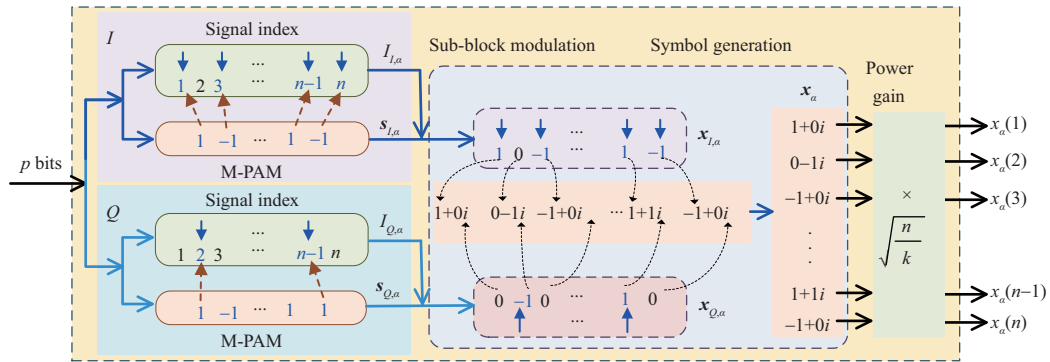 I
Signal index
I_{I,α}
1 2 3 ... ... n−1 n
1 −1 ... 1 −1
s_{I,α}
M-PAM
p bits
Q
Signal index
I_{Q,α}
1 2 3 ... ... n−1 n
1 −1 ... 1 1
s_{Q,α}
M-PAM
Sub-block modulation
Symbol generation
...
1 0 −1 ... 1 −1
x_{I,α}
1+0i 0−1i −1+0i ... 1+1i −1+0i
0 −1 0 ... 1 0
...
x_{Q,α}
x_α
1+0i
0−1i
−1+0i
.
.
.
1+1i
−1+0i
Power
gain
×
√(n/k)
x_α(1)
x_α(2)
x_α(3)
x_α(n−1)
x_α(n)